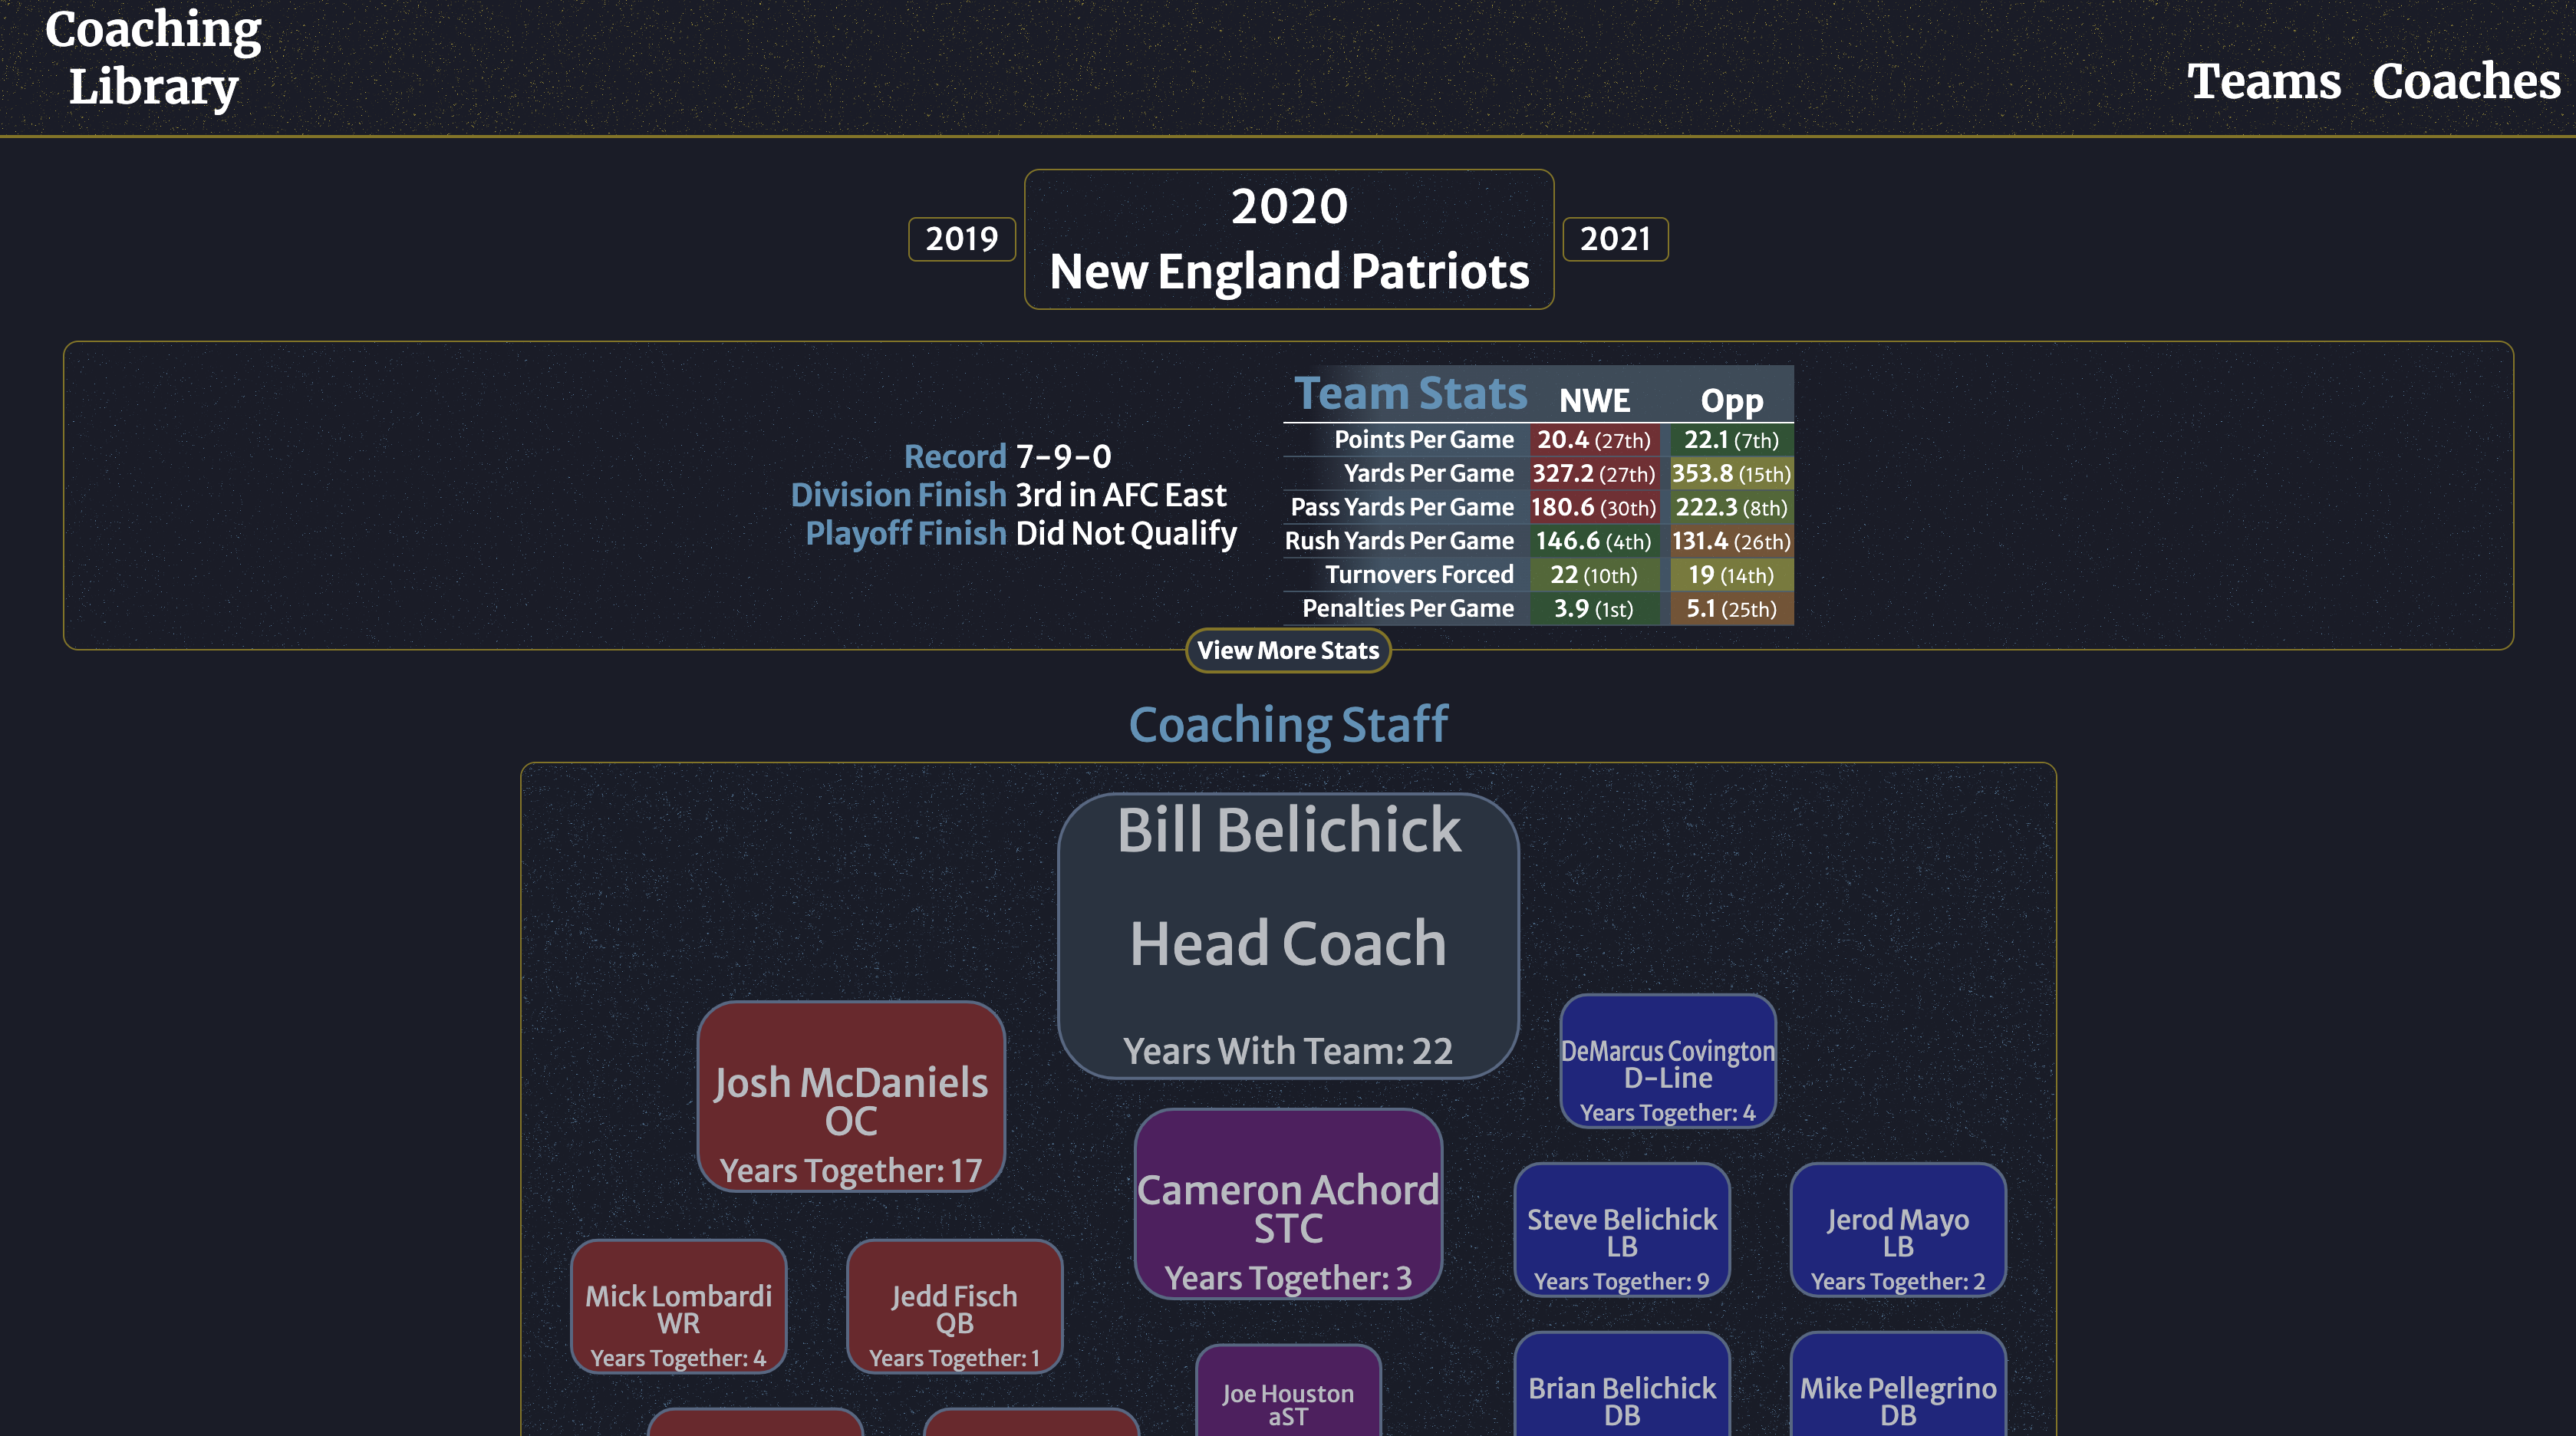 Coaching
Library
Teams Coaches
2019
2020
New England Patriots
2021
Record 7-9-0
Division Finish 3rd in AFC East
Playoff Finish Did Not Qualify
Team Stats NWE Opp
Points Per Game 20.4 (27th) 22.1 (7th)
Yards Per Game 327.2 (27th) 353.8 (15th)
Pass Yards Per Game 180.6 (30th) 222.3 (8th)
Rush Yards Per Game 146.6 (4th) 131.4 (26th)
Turnovers Forced 22 (10th) 19 (14th)
Penalties Per Game 3.9 (1st) 5.1 (25th)
View More Stats
Coaching Staff
Bill Belichick
Head Coach
Years With Team: 22
Josh McDaniels
OC
Years Together: 17
DeMarcus Covington
D-Line
Years Together: 4
Cameron Achord
STC
Years Together: 3
Steve Belichick
LB
Years Together: 9
Jerod Mayo
LB
Years Together: 2
Mick Lombardi
WR
Years Together: 4
Jedd Fisch
QB
Years Together: 1
Joe Houston
aST
Brian Belichick
DB
Mike Pellegrino
DB